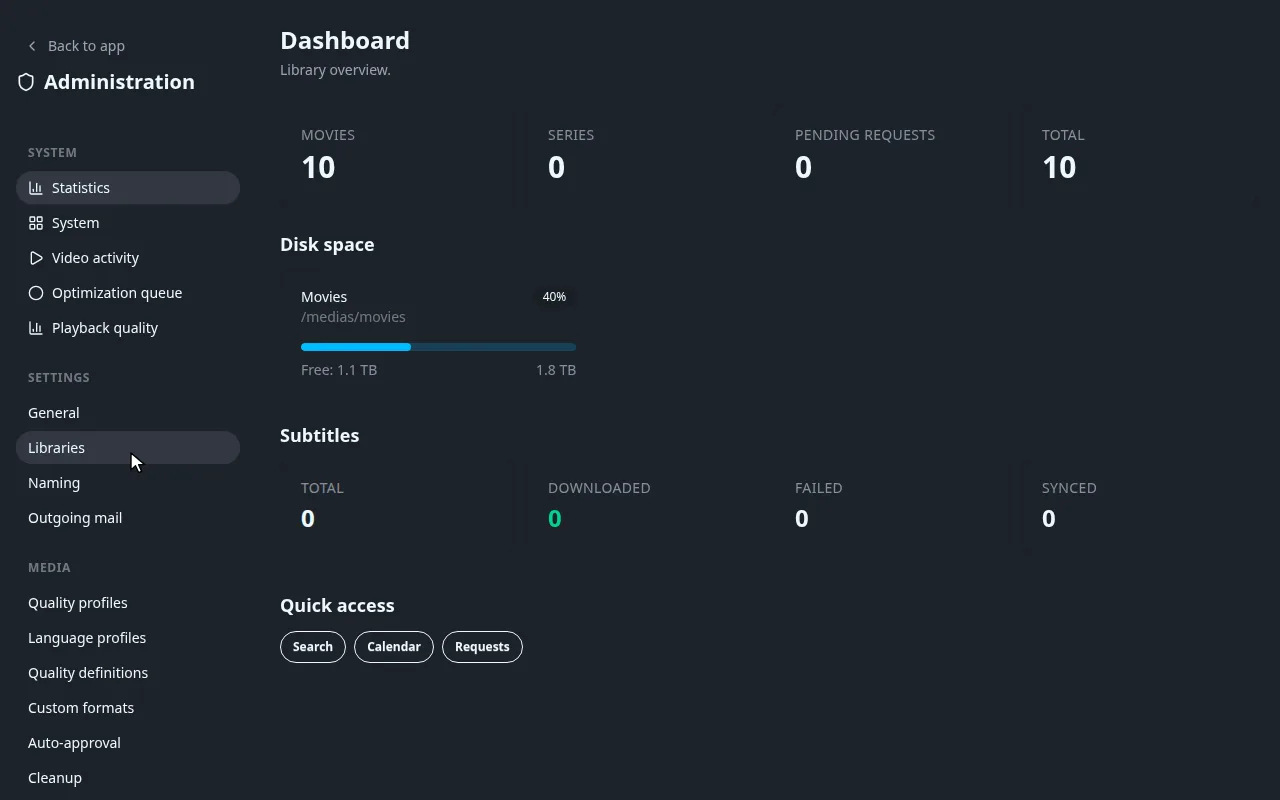 Back to app
Administration
SYSTEM
Statistics
System
Video activity
Optimization queue
Playback quality
SETTINGS
General
Libraries
Naming
Outgoing mail
MEDIA
Quality profiles
Language profiles
Quality definitions
Custom formats
Auto-approval
Cleanup
Dashboard
Library overview.
MOVIES
10
SERIES
0
PENDING REQUESTS
0
TOTAL
10
Disk space
Movies
40%
/medias/movies
Free: 1.1 TB
1.8 TB
Subtitles
TOTAL
0
DOWNLOADED
0
FAILED
0
SYNCED
0
Quick access
Search
Calendar
Requests